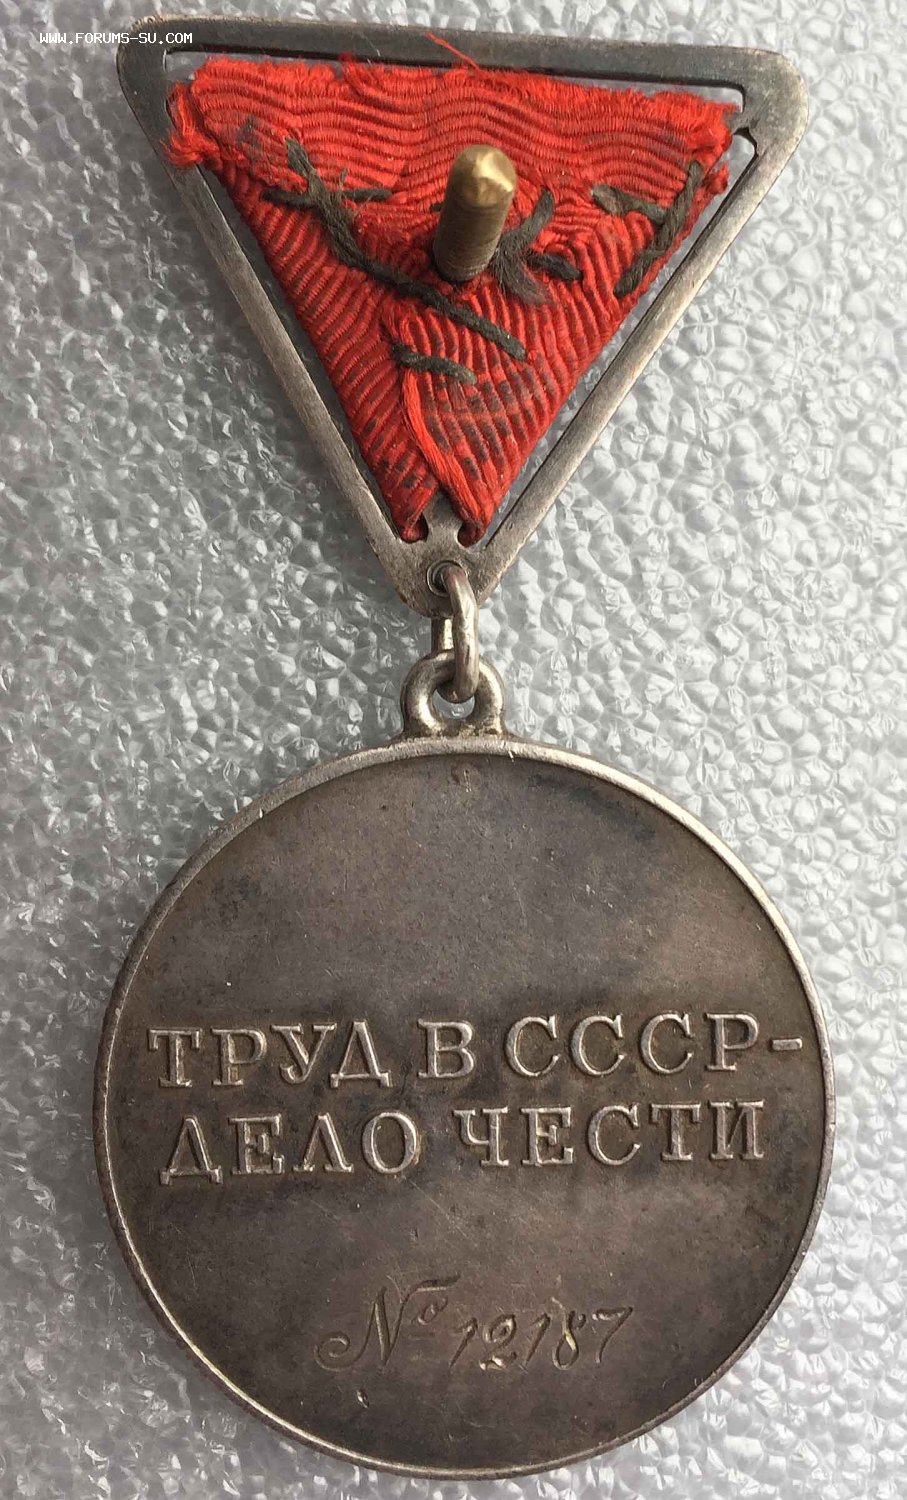 WWW.FORUMS-SU.COM
ТРУД В СССР-
ДЕЛО ЧЕСТИ
№ 12187